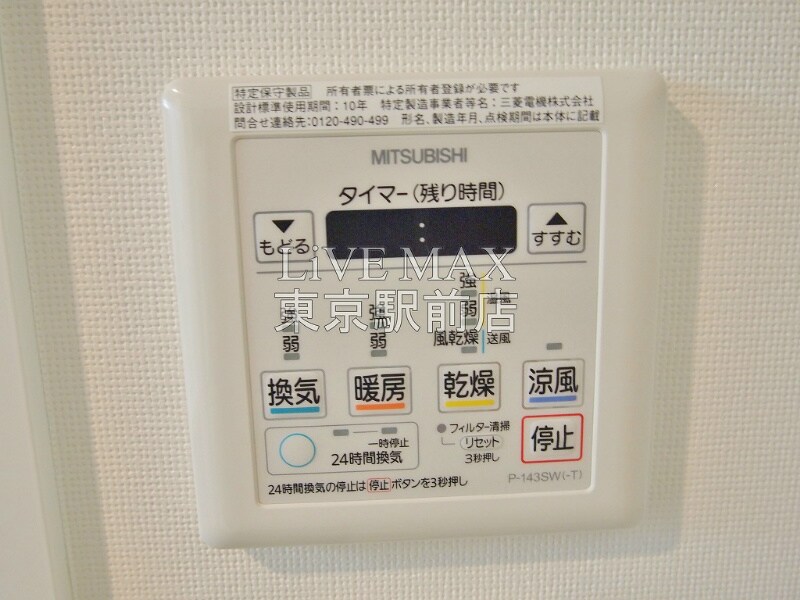 特定保守製品 所有者票による所有者登録が必要です
設計標準使用期間：10年 特定製造事業者等名：三菱電機株式会社
問合せ連絡先：0120-490-499 形名、製造年月、点検期間は本体に記載
MITSUBISHI
タイマー（残り時間）
▼ もどる
:
▲ すすむ
LiVE MAX
東京駅前店
強
弱
強
弱
強
弱
風乾燥
送風
換気
暖房
乾燥
涼風
一時停止
24時間換気
フィルター清掃
リセット
3秒押し
停止
24時間換気の停止は停止ボタンを3秒押し
P-143SW(-T)